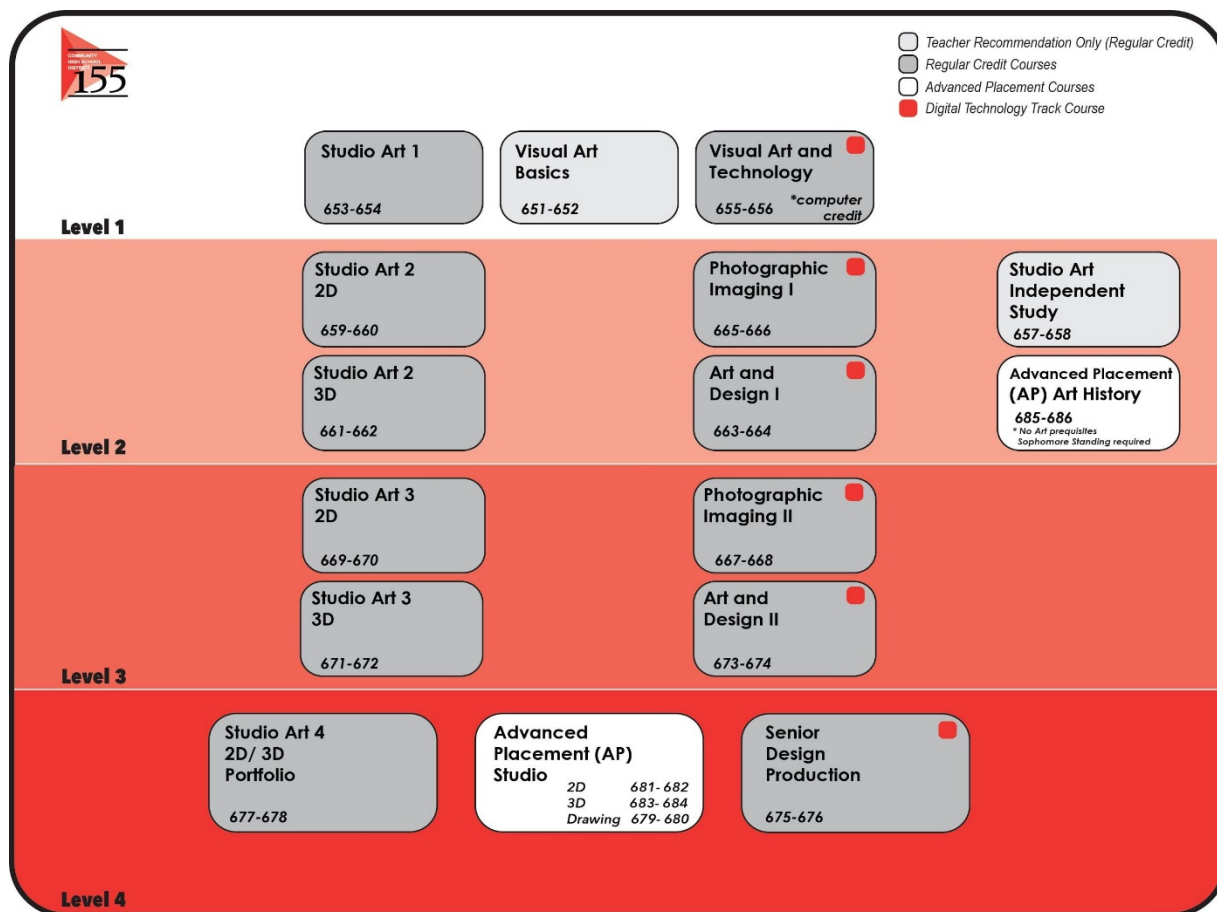 COMMUNITY
HIGH SCHOOL
DISTRICT
155
Teacher Recommendation Only (Regular Credit)
Regular Credit Courses
Advanced Placement Courses
Digital Technology Track Course
Studio Art 1
653-654
Visual Art
Basics
651-652
Visual Art and
Technology
655-656
*computer
credit
Level 1
Studio Art 2
2D
659-660
Photographic
Imaging I
665-666
Studio Art
Independent
Study
657-658
Studio Art 2
3D
661-662
Art and
Design I
663-664
Advanced Placement
(AP) Art History
685-686
* No Art prequisites
Sophomore Standing required
Level 2
Studio Art 3
2D
669-670
Photographic
Imaging II
667-668
Studio Art 3
3D
671-672
Art and
Design II
673-674
Level 3
Studio Art 4
2D/ 3D
Portfolio
677-678
Advanced
Placement (AP)
Studio
2D 681- 682
3D 683- 684
Drawing 679- 680
Senior
Design
Production
675-676
Level 4